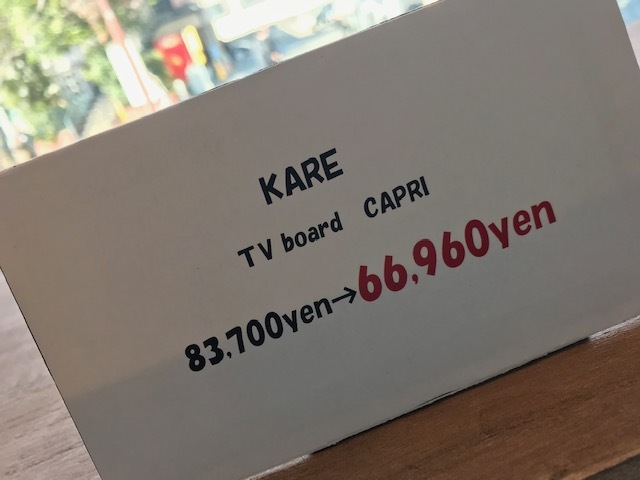 KARE
TV board CAPRI
83,700yen→66,960yen